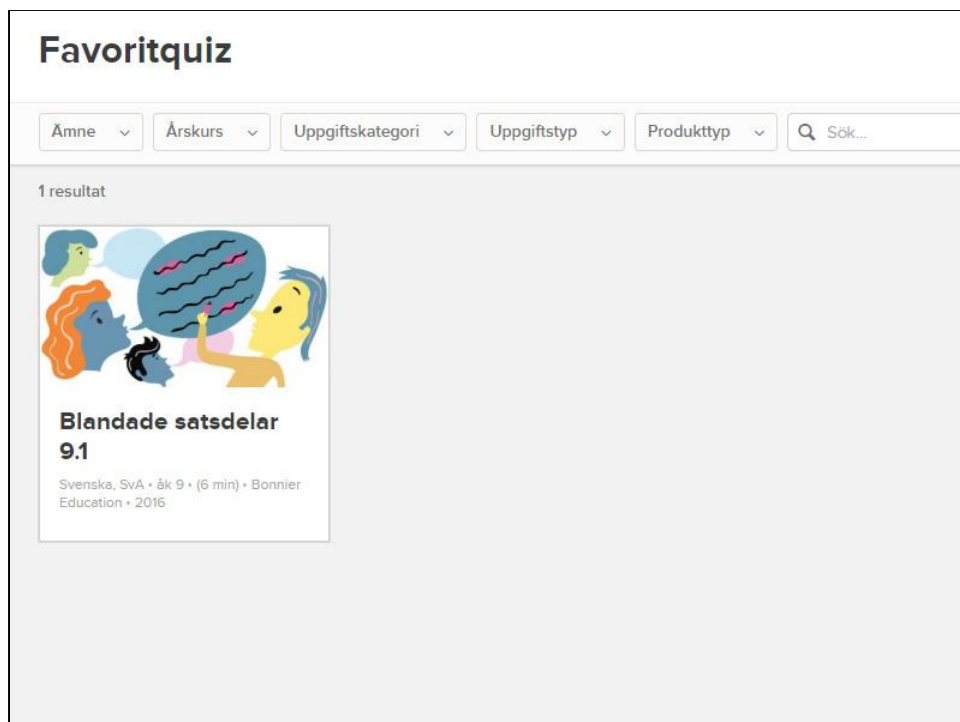 Favoritquiz
Ämne
Årskurs
Uppgiftskategori
Uppgiftstyp
Produkttyp
Sök...
1 resultat
Blandade satsdelar
9.1
Svenska, SvA • åk 9 • (6 min) • Bonnier
Education • 2016